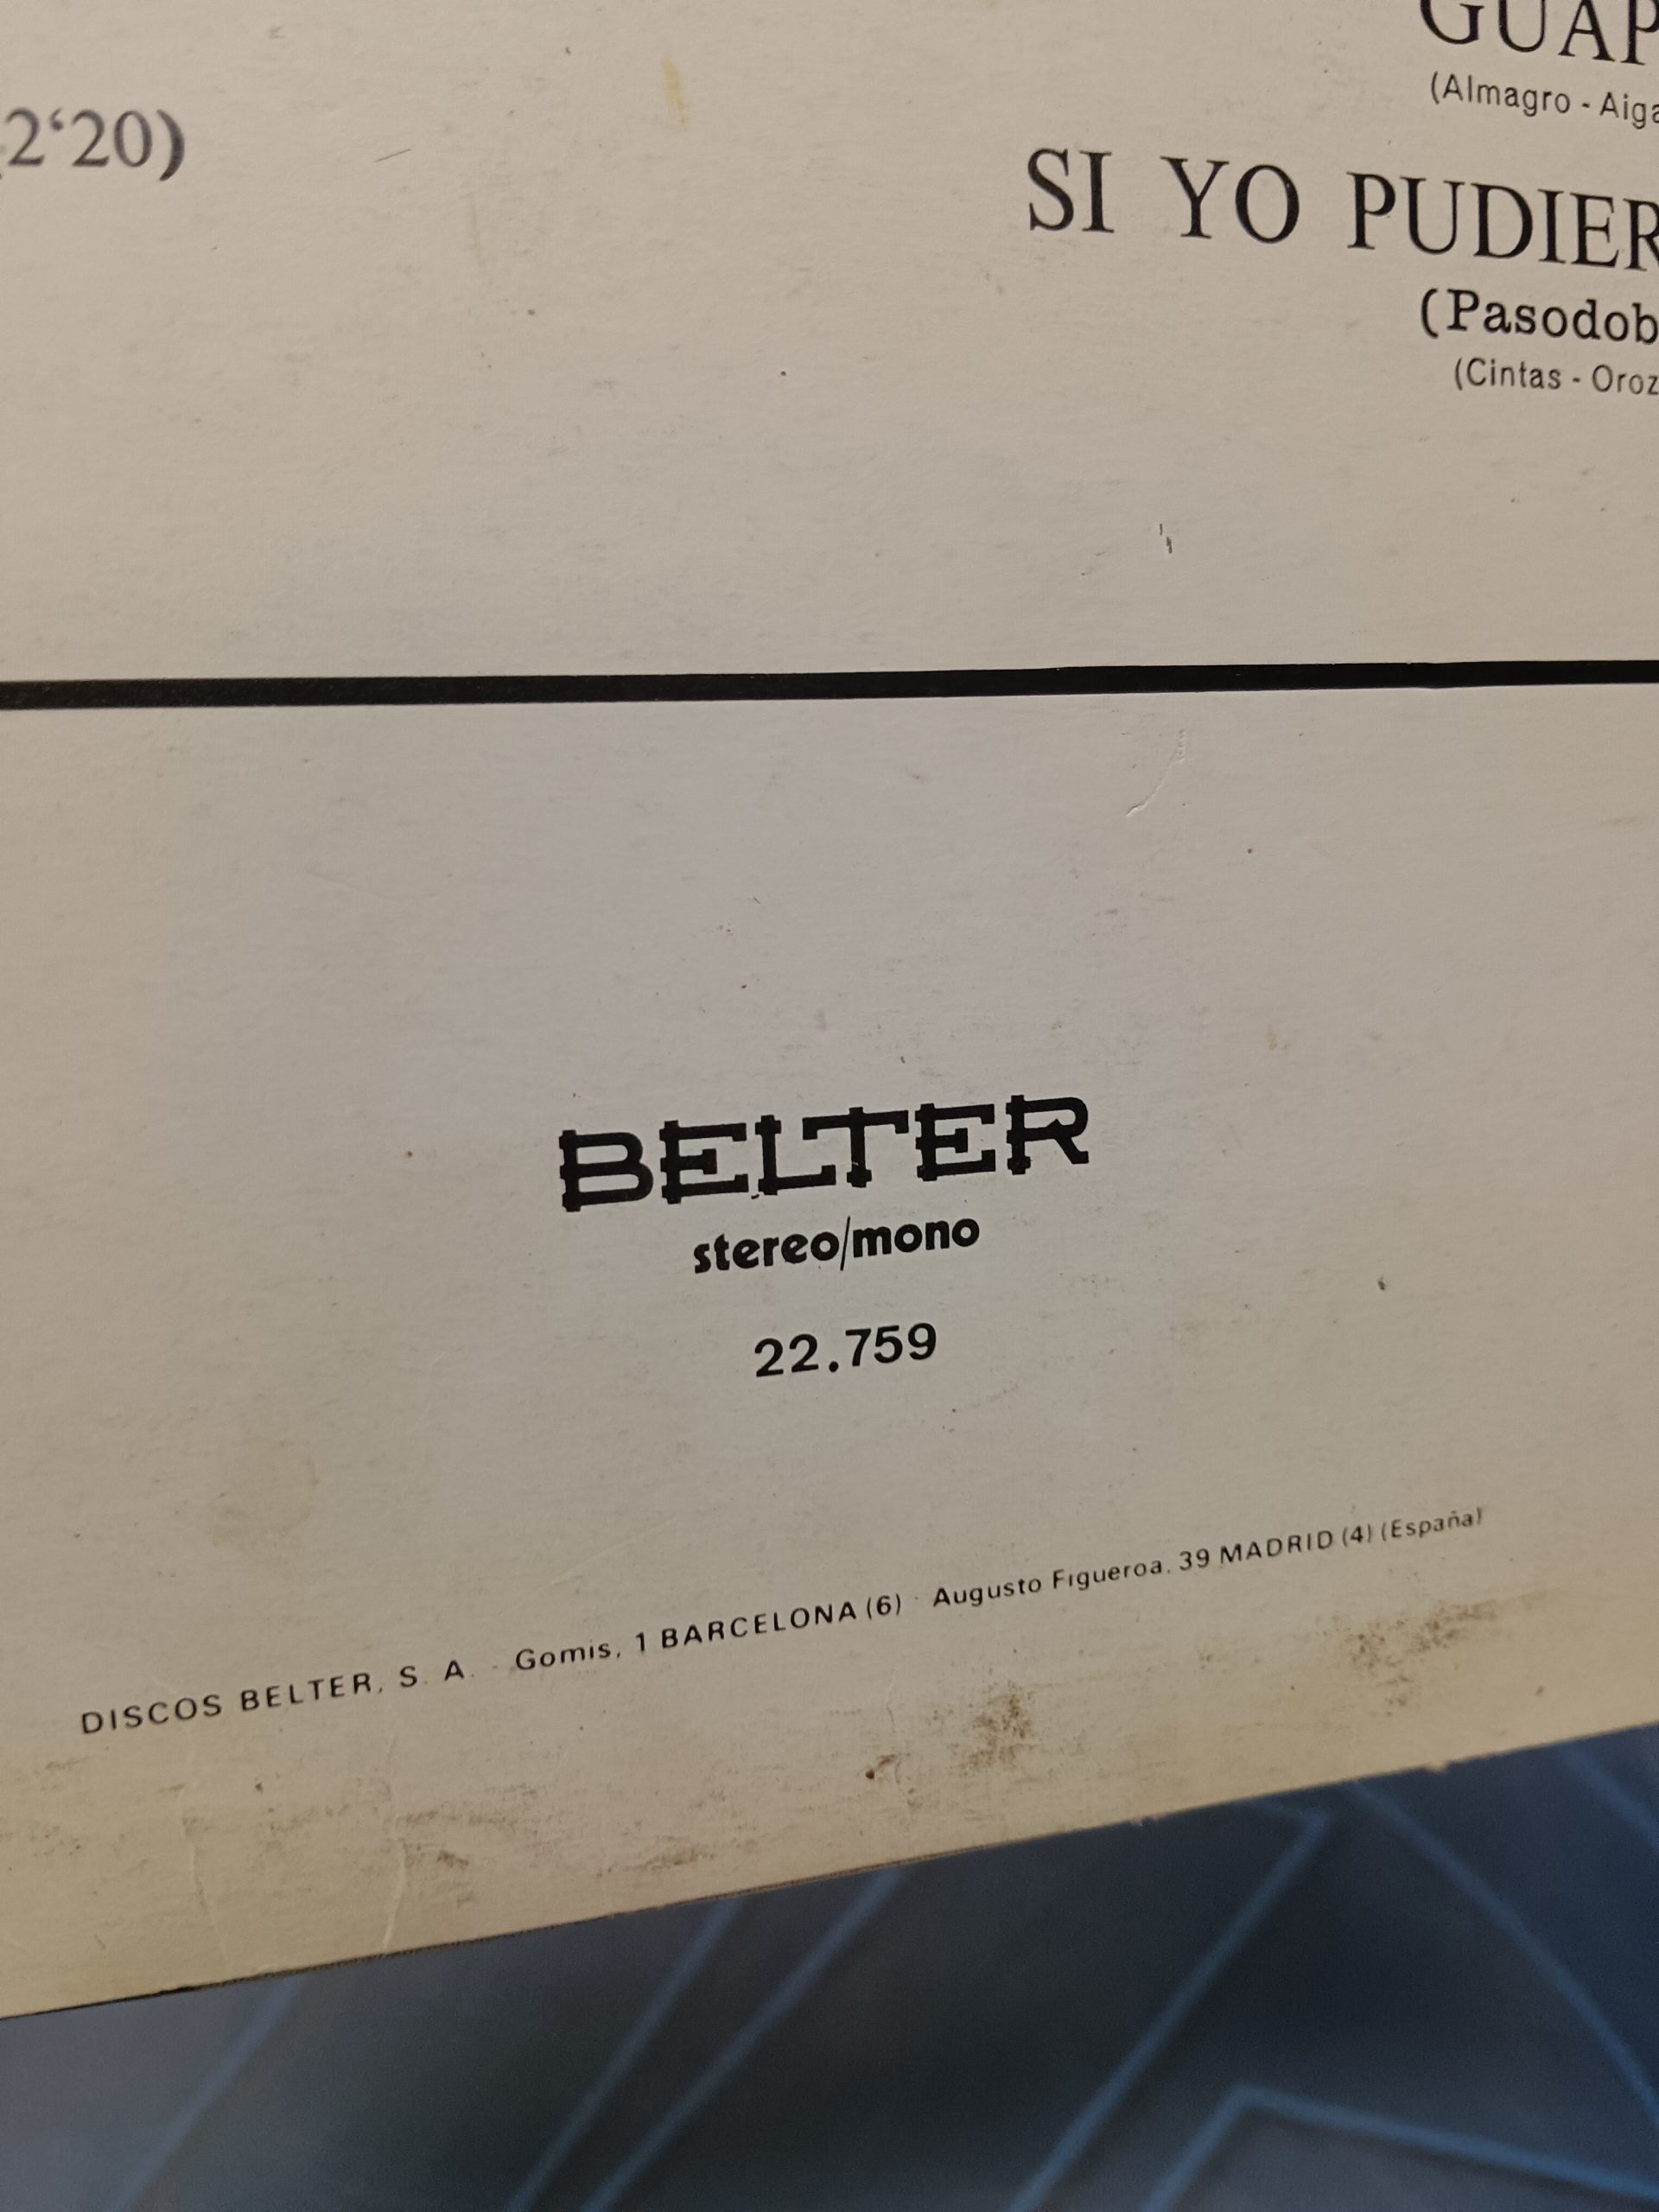 GUAP
(Almagro - Aiga
2‘20)
SI YO PUDIER
(Pasodob
(Cintas - Oroz
BELTER
stereo/mono
22.759
DISCOS BELTER, S. A. - Gomis, 1 BARCELONA (6) · Augusto Figueroa, 39 MADRID (4) (España)